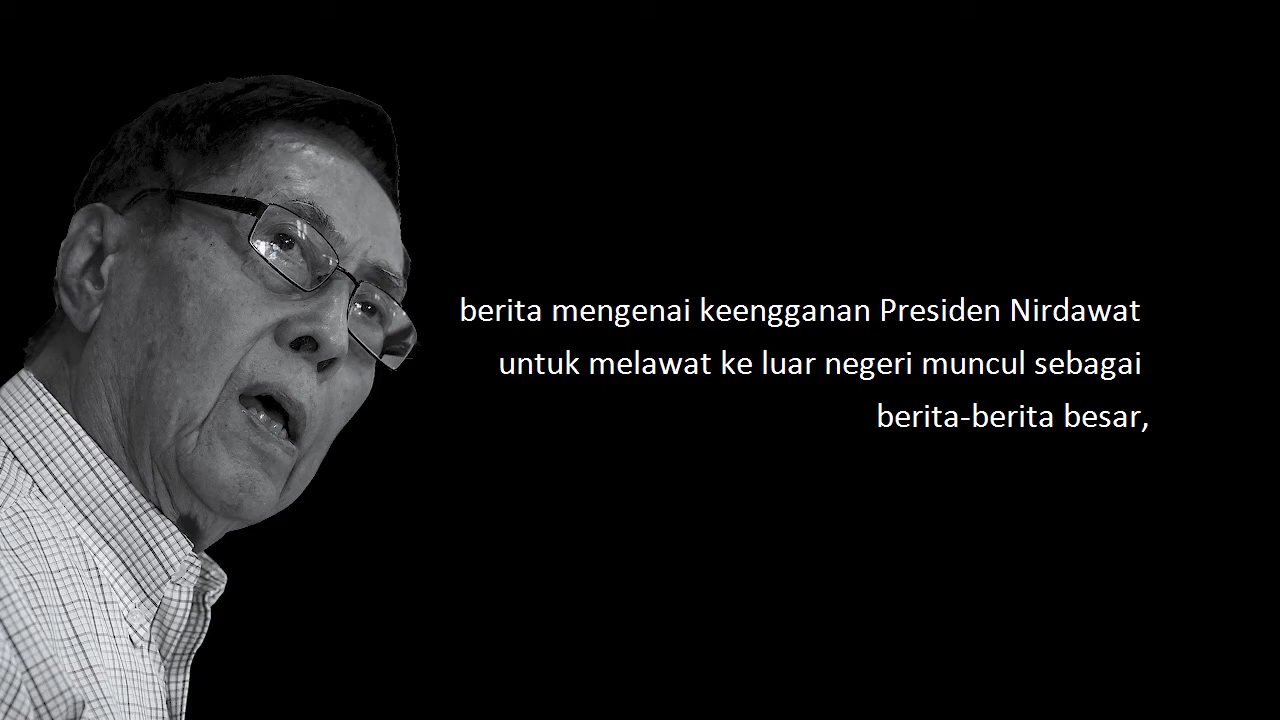 berita mengenai keengganan Presiden Nirdawat
untuk melawat ke luar negeri muncul sebagai
berita-berita besar,